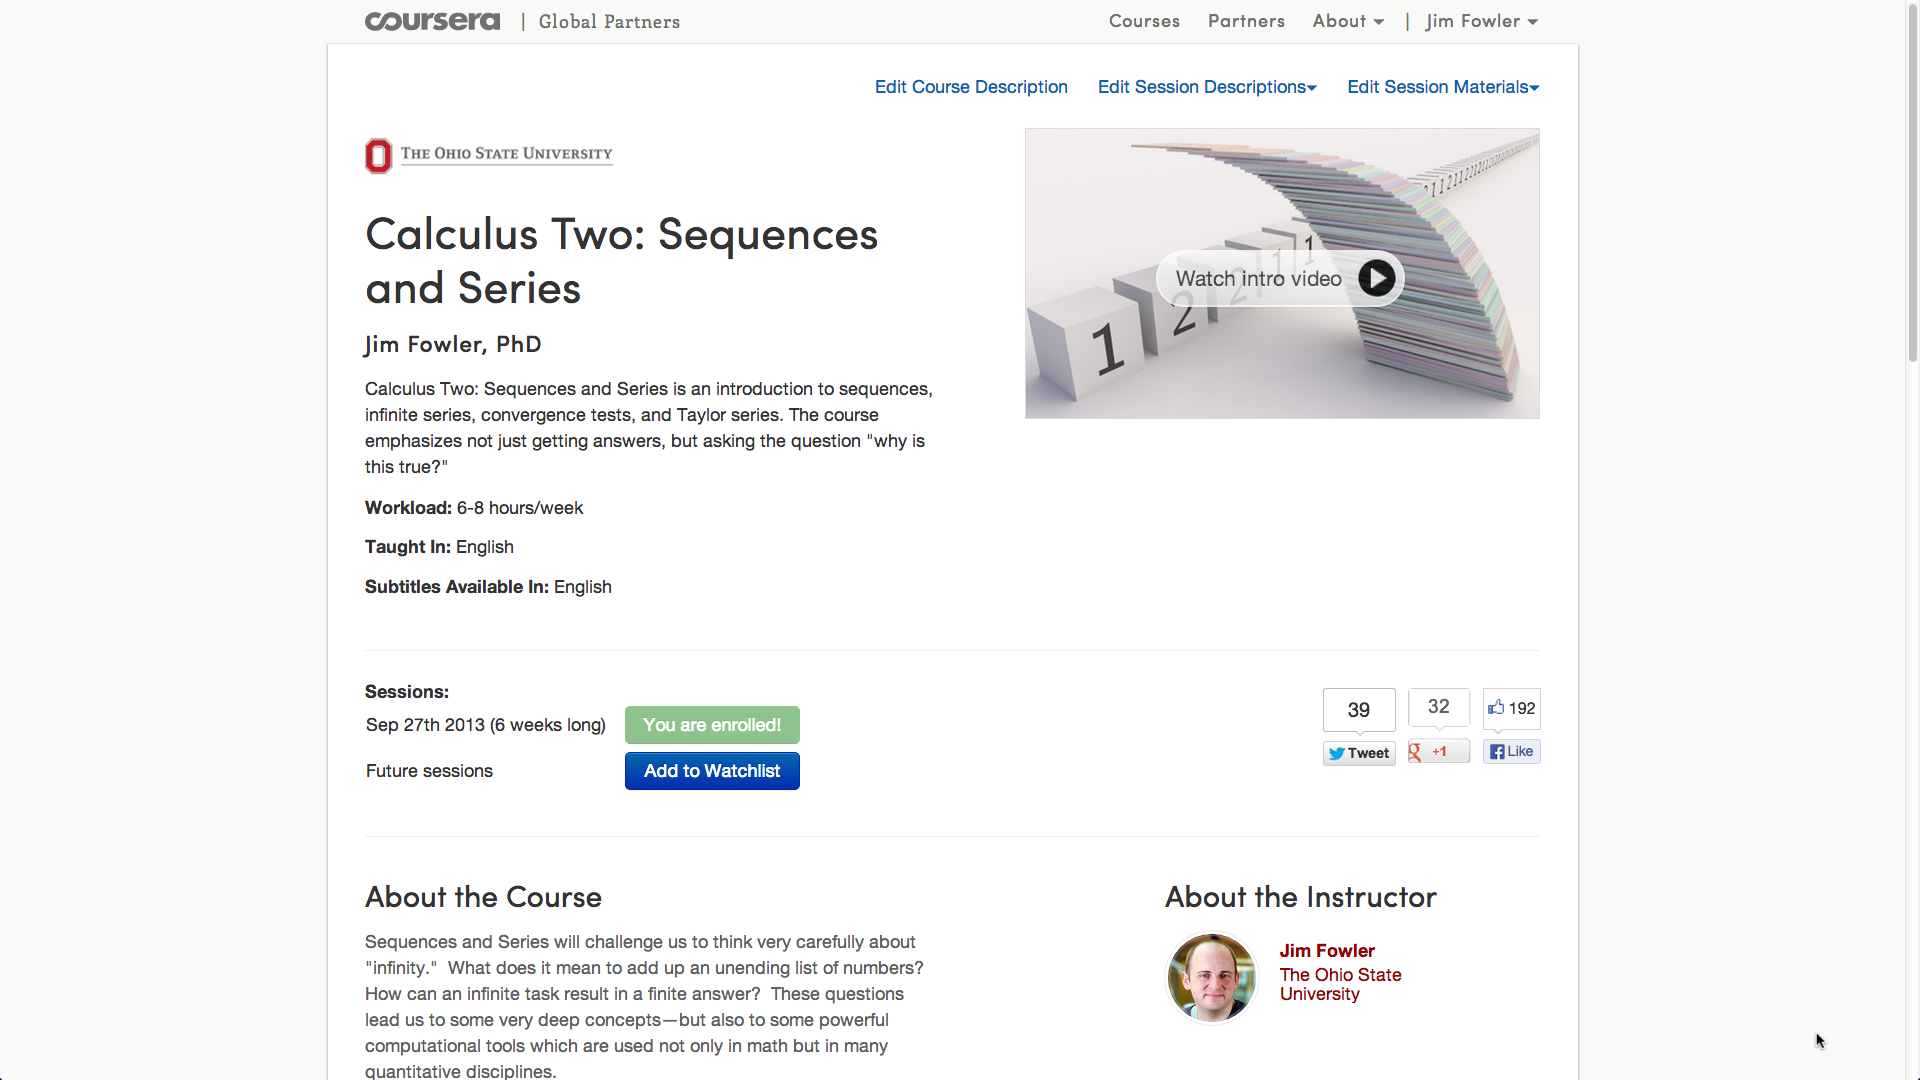 coursera | Global Partners
Courses Partners About | Jim Fowler
Edit Course Description Edit Session Descriptions Edit Session Materials
THE OHIO STATE UNIVERSITY
Calculus Two: Sequences
and Series
Jim Fowler, PhD
Calculus Two: Sequences and Series is an introduction to sequences,
infinite series, convergence tests, and Taylor series. The course
emphasizes not just getting answers, but asking the question "why is
this true?"
Workload: 6-8 hours/week
Taught In: English
Subtitles Available In: English
Watch intro video
1 2 1 2 1 1
Sessions:
Sep 27th 2013 (6 weeks long) You are enrolled!
Future sessions Add to Watchlist
39 32 192
Tweet +1 Like
About the Course
Sequences and Series will challenge us to think very carefully about
"infinity." What does it mean to add up an unending list of numbers?
How can an infinite task result in a finite answer? These questions
lead us to some very deep concepts—but also to some powerful
computational tools which are used not only in math but in many
quantitative disciplines.
About the Instructor
Jim Fowler
The Ohio State
University